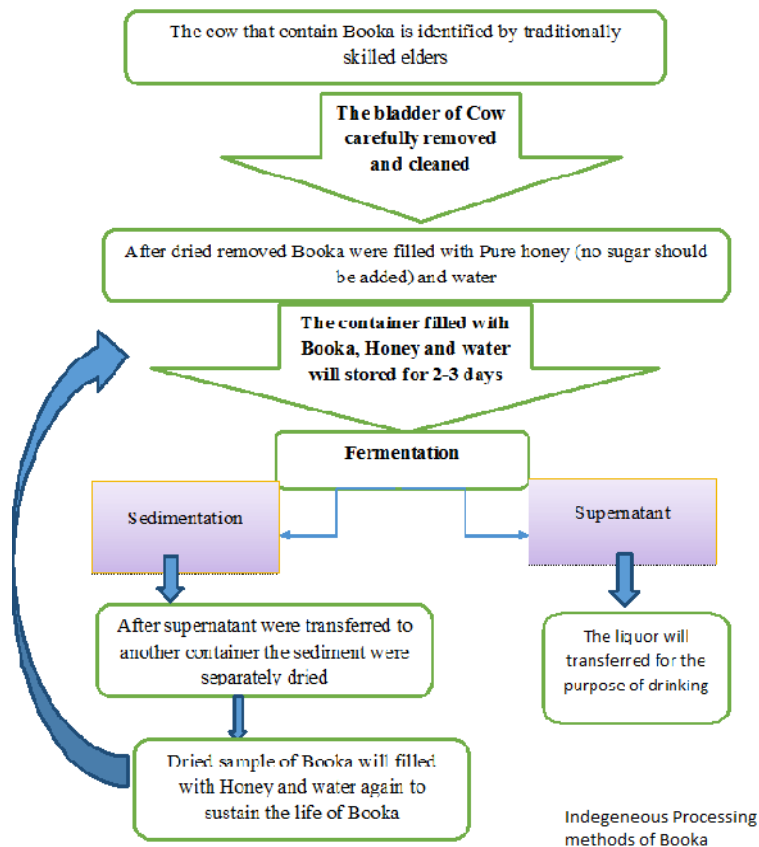 The cow that contain Booka is identified by traditionally
skilled elders
The bladder of Cow
carefully removed
and cleaned
After dried removed Booka were filled with Pure honey (no sugar should
be added) and water
The container filled with
Booka, Honey and water
will stored for 2-3 days
Fermentation
Sedimentation
Supernatant
After supernatant were transferred to
another container the sediment were
separately dried
The liquor will
transferred for the
purpose of drinking
Dried sample of Booka will filled
with Honey and water again to
sustain the life of Booka
Indegeneous Processing
methods of Booka